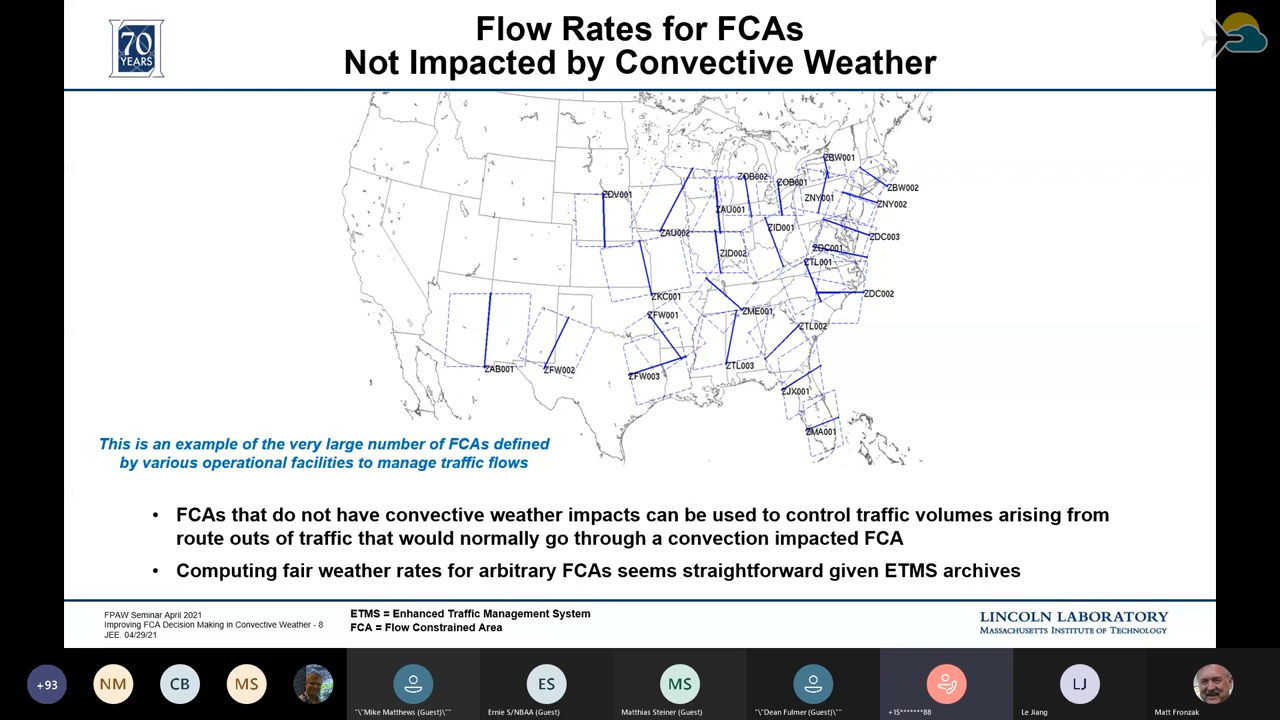 70
YEARS
Flow Rates for FCAs
Not Impacted by Convective Weather
ZBW001
ZOB002
ZOB001
ZBW002
ZDV001
ZNY001
ZNY002
ZAU001
ZAU002
ZID001
ZDC003
ZDC001
ZID002
ZTL001
ZKC001
ZDC002
ZFW001
ZME001
ZTL002
ZAB001
ZFW002
ZFW003
ZTL003
ZJX001
ZMA001
This is an example of the very large number of FCAs defined
by various operational facilities to manage traffic flows
• FCAs that do not have convective weather impacts can be used to control traffic volumes arising from
route outs of traffic that would normally go through a convection impacted FCA
• Computing fair weather rates for arbitrary FCAs seems straightforward given ETMS archives
FPAW Seminar April 2021
Improving FCA Decision Making in Convective Weather - 8
JEE. 04/29/21
ETMS = Enhanced Traffic Management System
FCA = Flow Constrained Area
LINCOLN LABORATORY
MASSACHUSETTS INSTITUTE OF TECHNOLOGY
+93
NM
CB
MS
ES
MS
LJ
"\"Mike Matthews (Guest)\""
Ernie S/NBAA (Guest)
Matthias Steiner (Guest)
"\"Dean Fulmer (Guest)\""
+15*******88
Le Jiang
Matt Fronzak